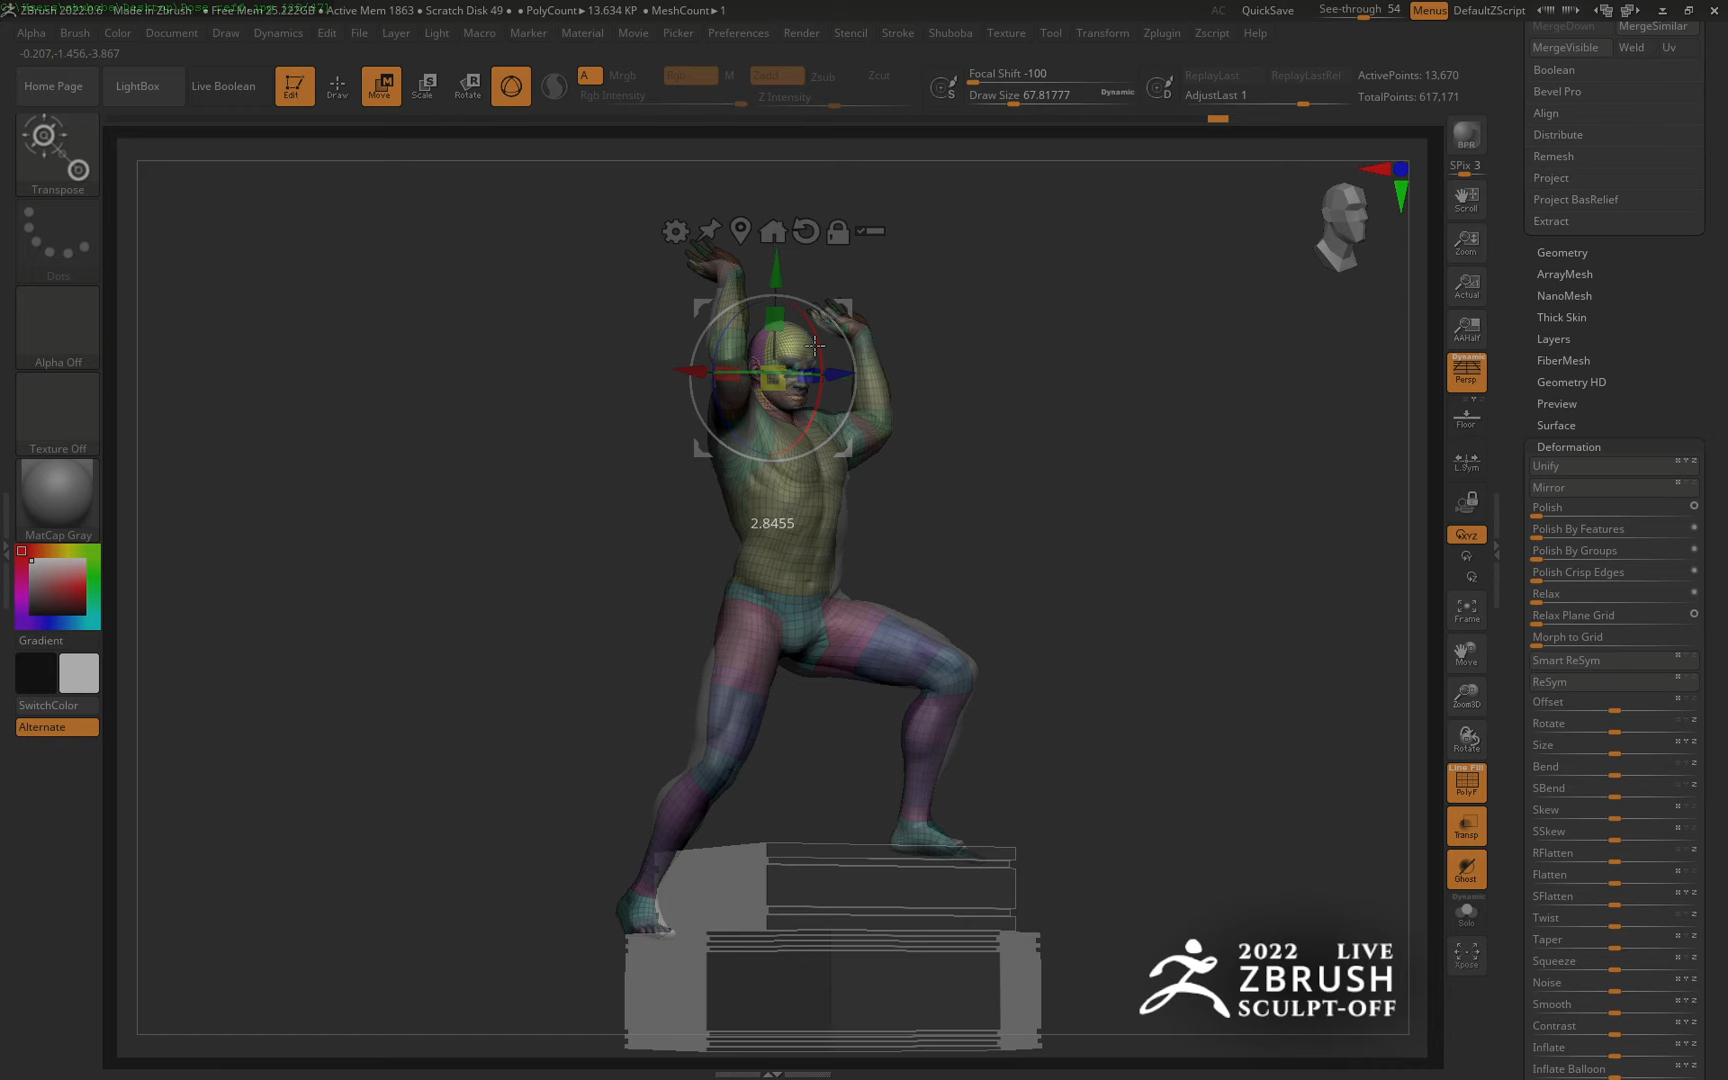 ZBrush 2022.0.6 Made in ZBrush • Free Mem 25.222GB • Active Mem 1863 • Scratch Disk 49 • PolyCount▸13.634 KP • MeshCount▸1
AC QuickSave See-through 54 Menus DefaultZScript
Alpha Brush Color Document Draw Dynamics Edit File Layer Light Macro Marker Material Movie Picker Preferences Render Stencil Stroke Shuboba Texture Tool Transform Zplugin Zscript Help
-0.207,-1.456,-3.867
Home Page LightBox Live Boolean Edit Draw Move Scale Rotate
A Mrgb Rgb M Zadd Zsub Zcut
Rgb Intensity Z Intensity
S Focal Shift -100
Draw Size 67.81777 Dynamic
D ReplayLast ReplayLastRel
AdjustLast 1
ActivePoints: 13,670
TotalPoints: 617,171
Transpose
Dots
Alpha Off
Texture Off
MatCap Gray
Gradient
SwitchColor
Alternate
2.8455
2022 LIVE
ZBRUSH
SCULPT-OFF
BPR
SPix 3
Scroll
Zoom
Actual
AAHalf
Dynamic
Persp
Floor
L.Sym
XYZ
Y
Z
Frame
Move
Zoom3D
Rotate
Line Fill
PolyF
Transp
Ghost
Dynamic
Solo
Xpose
MergeDown MergeSimilar
MergeVisible Weld Uv
Boolean
Bevel Pro
Align
Distribute
Remesh
Project
Project BasRelief
Extract
Geometry
ArrayMesh
NanoMesh
Thick Skin
Layers
FiberMesh
Geometry HD
Preview
Surface
Deformation
Unify
Mirror
Polish
Polish By Features
Polish By Groups
Polish Crisp Edges
Relax
Relax Plane Grid
Morph to Grid
Smart ReSym
ReSym
Offset
Rotate
Size
Bend
SBend
Skew
SSkew
RFlatten
Flatten
SFlatten
Twist
Taper
Squeeze
Noise
Smooth
Contrast
Inflate
Inflate Balloon